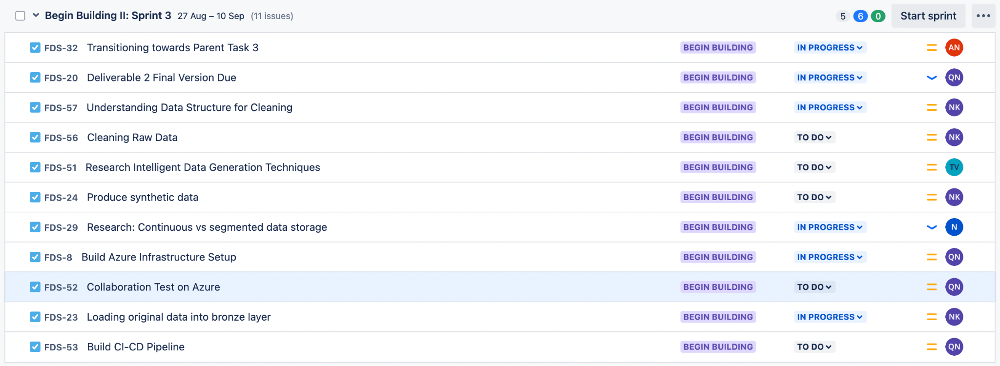 Begin Building II: Sprint 3 27 Aug – 10 Sep (11 issues) 5 6 0 Start sprint
FDS-32 Transitioning towards Parent Task 3 BEGIN BUILDING IN PROGRESS AN
FDS-20 Deliverable 2 Final Version Due BEGIN BUILDING IN PROGRESS QN
FDS-57 Understanding Data Structure for Cleaning BEGIN BUILDING IN PROGRESS NK
FDS-56 Cleaning Raw Data BEGIN BUILDING TO DO NK
FDS-51 Research Intelligent Data Generation Techniques BEGIN BUILDING TO DO TV
FDS-24 Produce synthetic data BEGIN BUILDING TO DO NK
FDS-29 Research: Continuous vs segmented data storage BEGIN BUILDING IN PROGRESS N
FDS-8 Build Azure Infrastructure Setup BEGIN BUILDING IN PROGRESS QN
FDS-52 Collaboration Test on Azure BEGIN BUILDING TO DO QN
FDS-23 Loading original data into bronze layer BEGIN BUILDING IN PROGRESS NK
FDS-53 Build CI-CD Pipeline BEGIN BUILDING TO DO QN